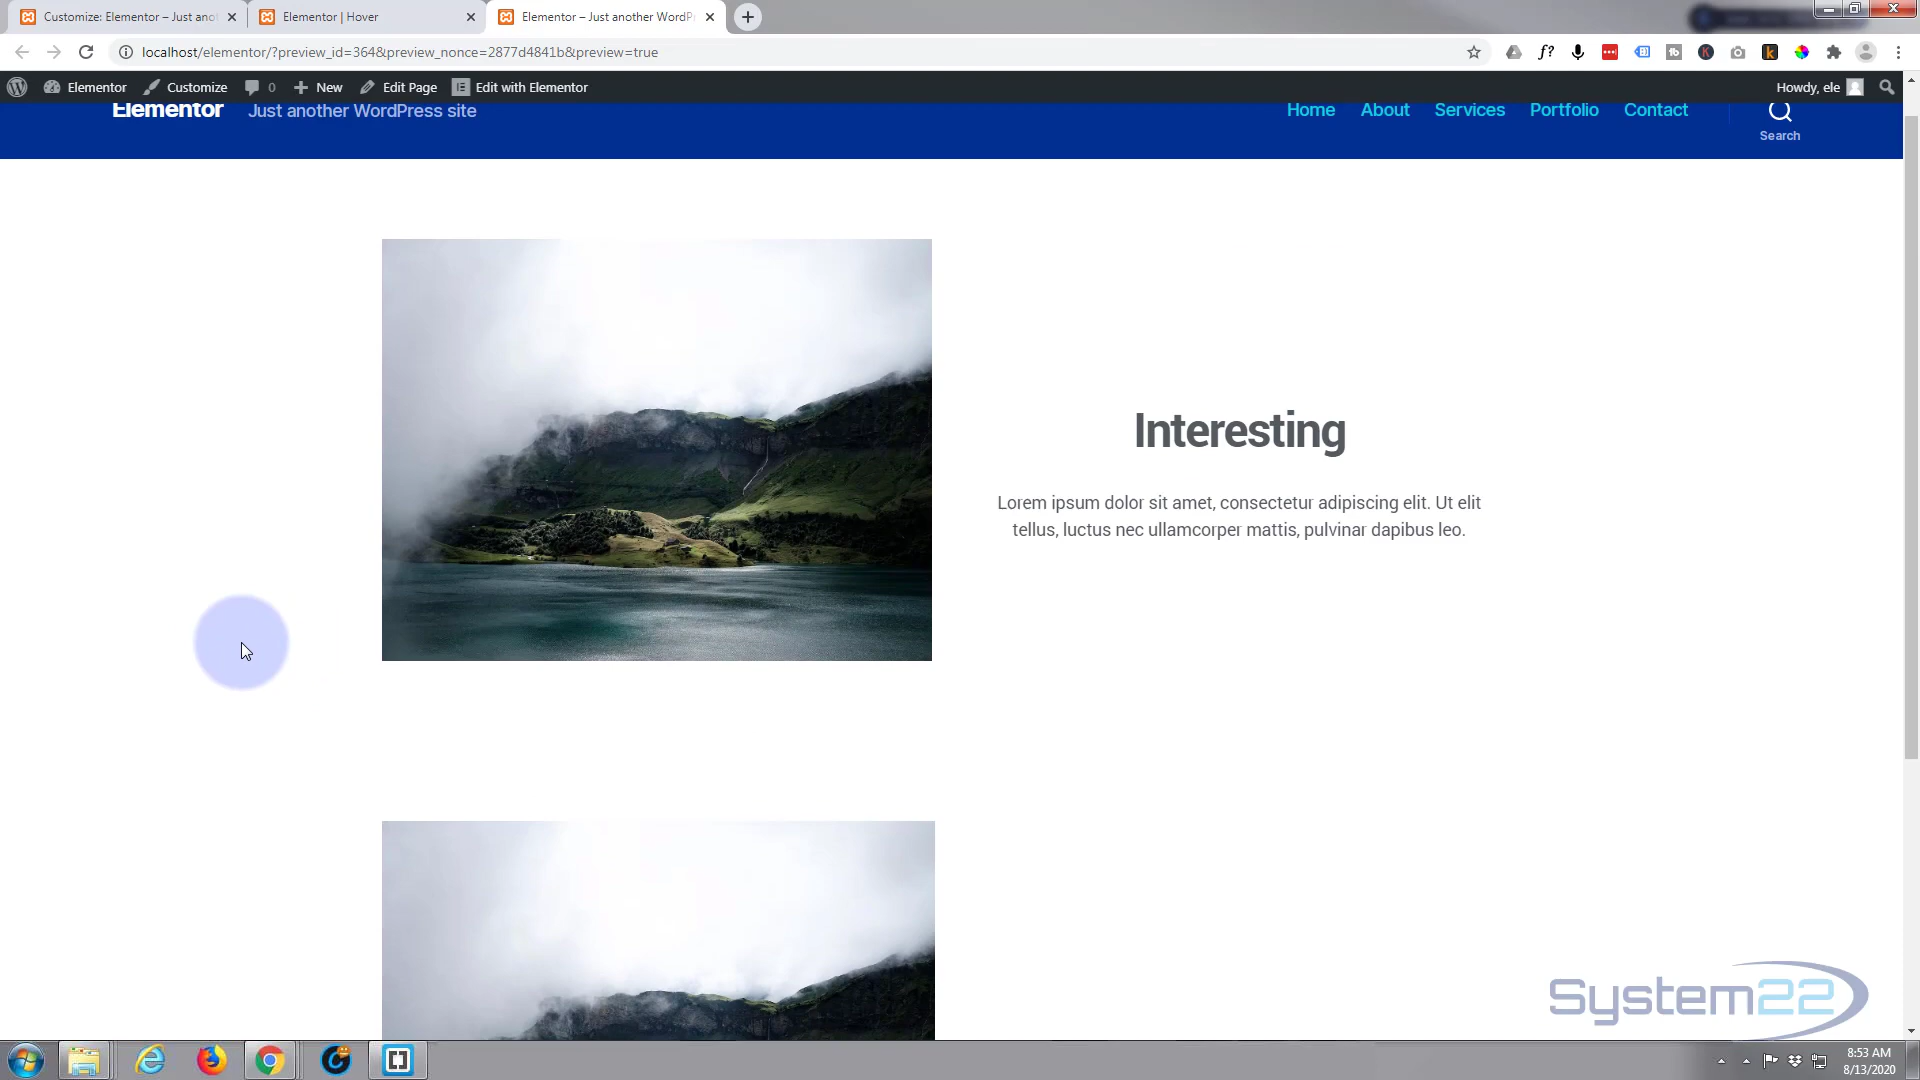 Customize: Elementor – Just anot
Elementor | Hover
Elementor – Just another WordPr
localhost/elementor/?preview_id=364&preview_nonce=2877d4841b&preview=true
Elementor
Customize
0
New
Edit Page
Edit with Elementor
Howdy, ele
Elementor
Just another WordPress site
Home
About
Services
Portfolio
Contact
Search
Interesting
Lorem ipsum dolor sit amet, consectetur adipiscing elit. Ut elit
tellus, luctus nec ullamcorper mattis, pulvinar dapibus leo.
System22
8:53 AM
8/13/2020